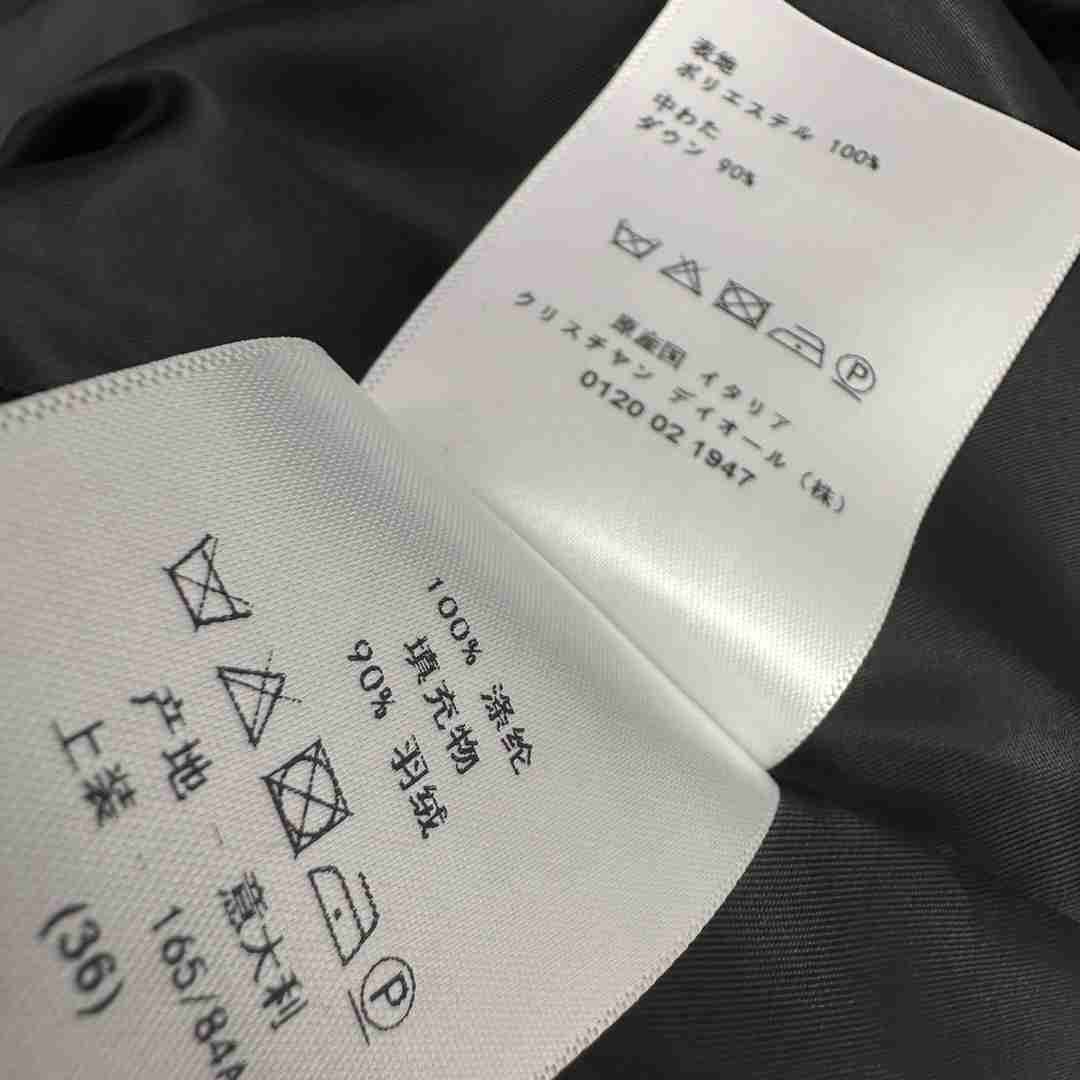 表地
ポリエステル 100%
中わた
ダウン 90%
原産国 イタリア
クリスチャン ディオール (株)
0120 02 1947
100% 涤纶
填充物
90% 羽绒
P
产地 - 意大利
上装 165/84A
(36)
P